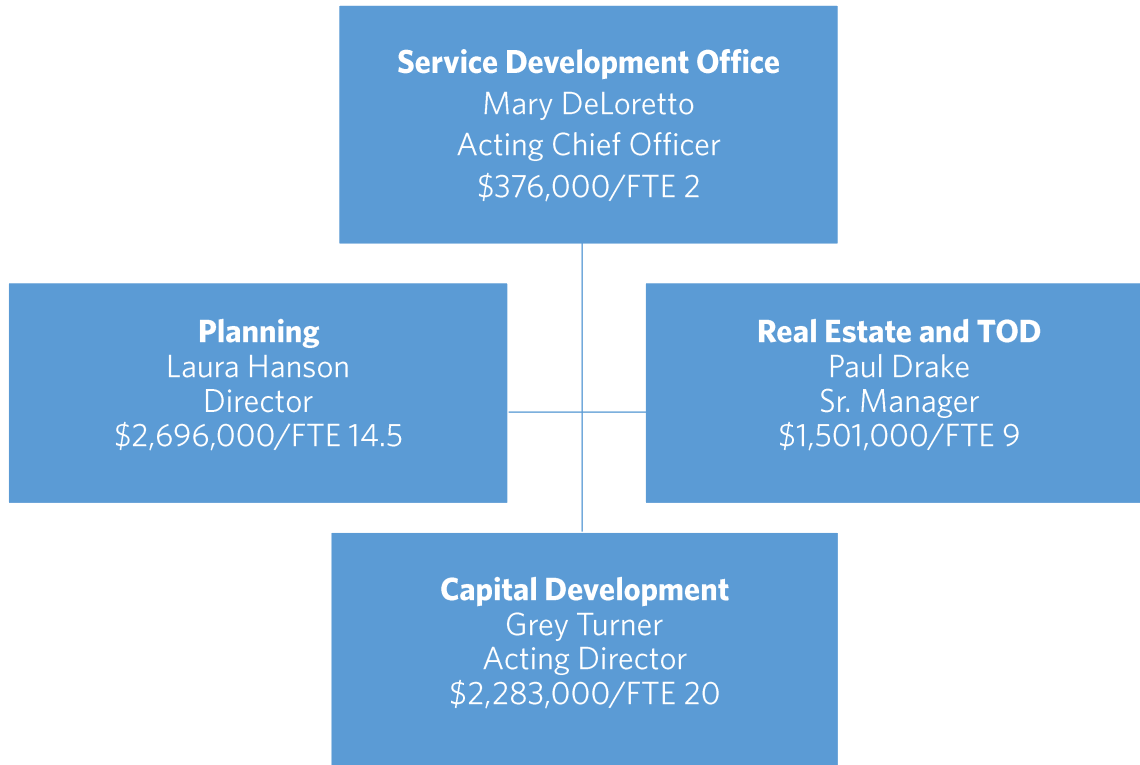 Service Development Office
Mary DeLoretto
Acting Chief Officer
$376,000/FTE 2
Planning
Laura Hanson
Director
$2,696,000/FTE 14.5
Real Estate and TOD
Paul Drake
Sr. Manager
$1,501,000/FTE 9
Capital Development
Grey Turner
Acting Director
$2,283,000/FTE 20